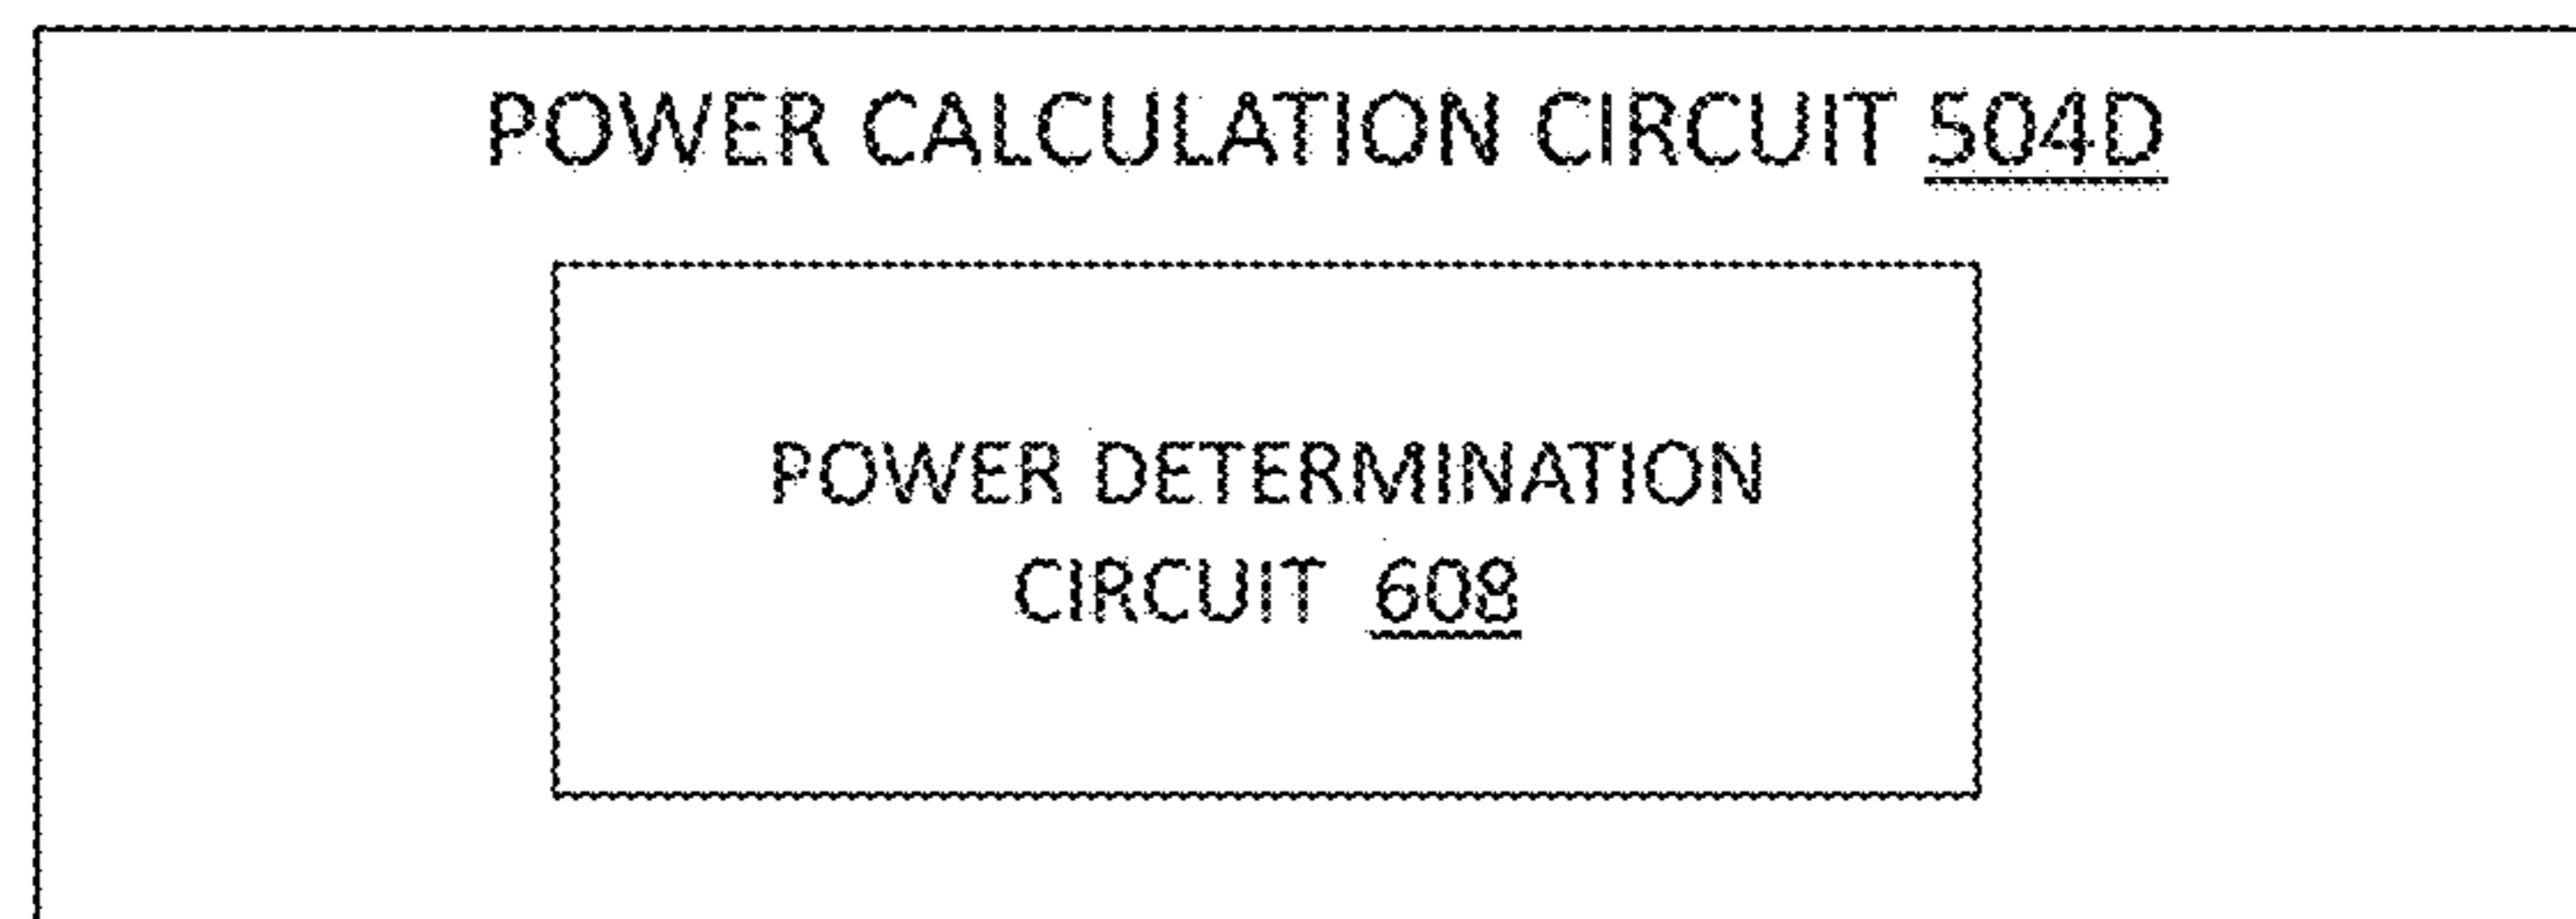 POWER CALCULATION CIRCUIT 504D
POWER DETERMINATION
CIRCUIT 608